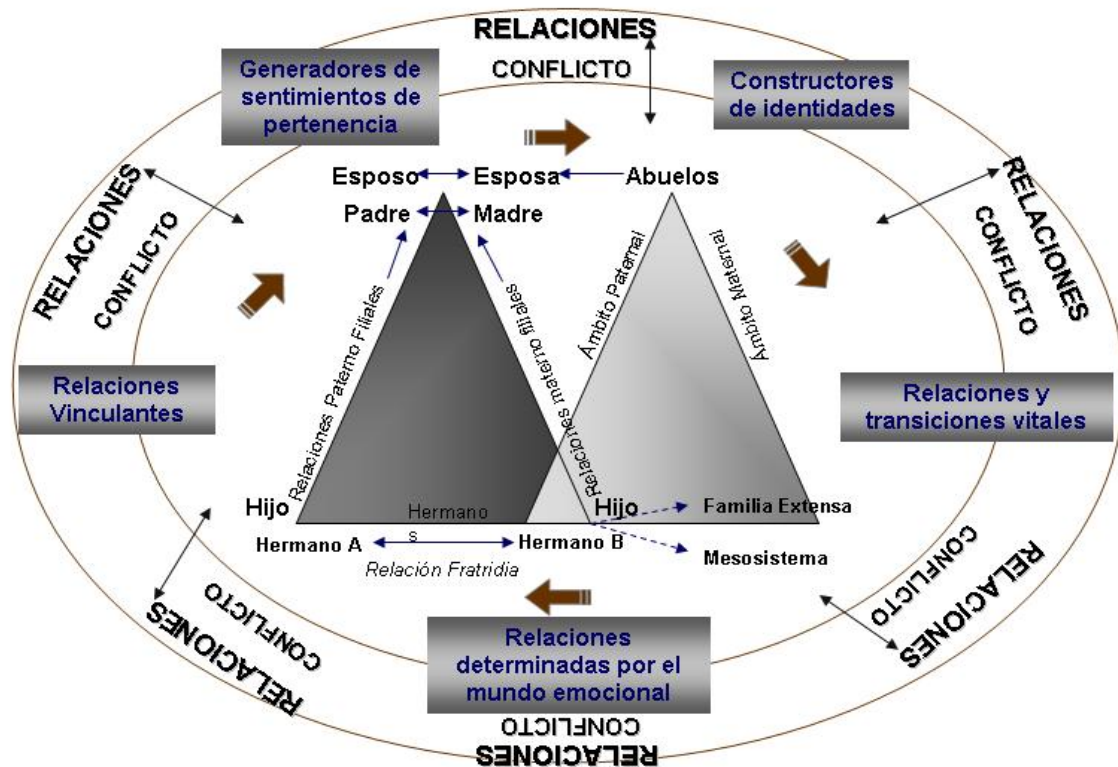 RELACIONES
CONFLICTO
Generadores de
sentimientos de
pertenencia
Constructores
de identidades
RELACIONES
CONFLICTO
RELACIONES
CONFLICTO
Esposo
Esposa
Abuelos
Padre
Madre
Relaciones Paterno Filiales
Relaciones materno filiales
Ámbito Paternal
Ámbito Maternal
Relaciones
Vinculantes
Relaciones y
transiciones vitales
Hijo
Hermano
s
Hijo
Familia Extensa
Hermano A
Hermano B
Mesosistema
Relación Fratridia
CONFLICTO
RELACIONES
CONFLICTO
RELACIONES
Relaciones
determinadas por el
mundo emocional
CONFLICTO
RELACIONES